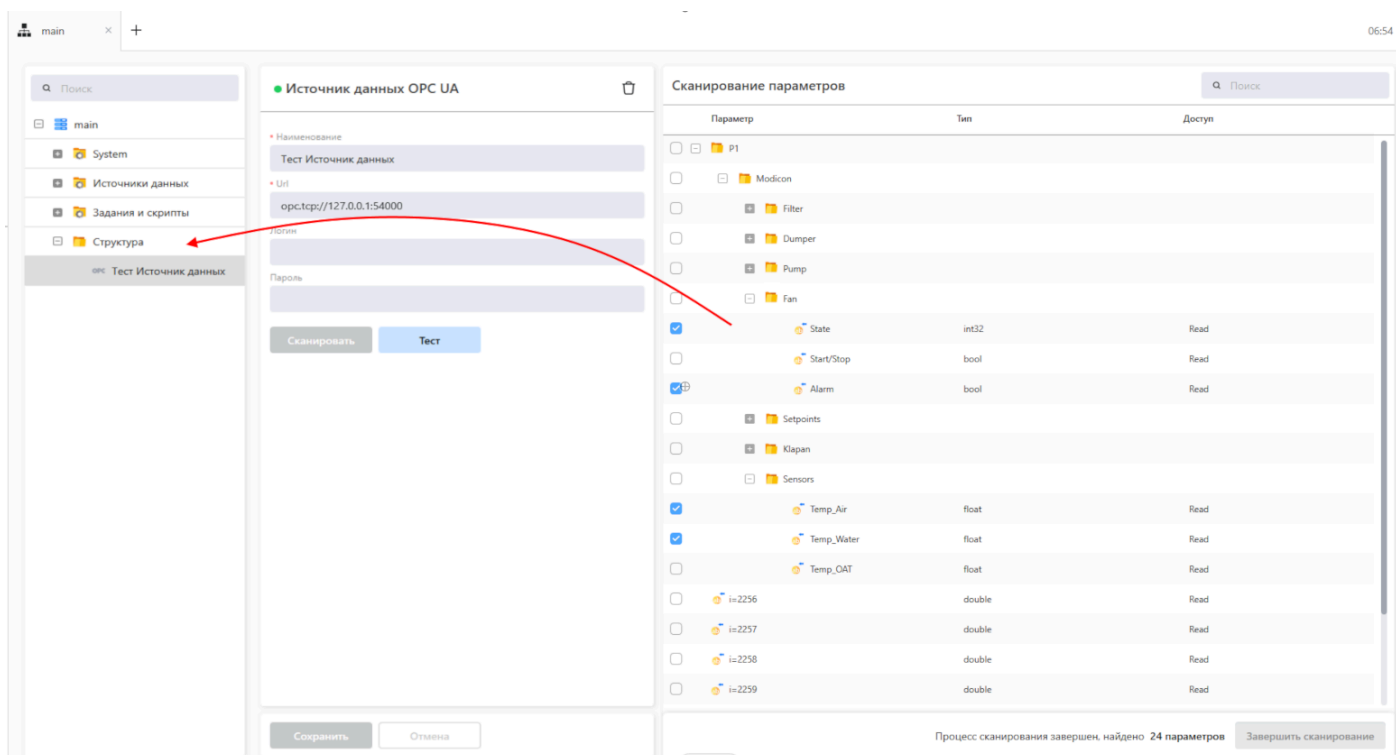 main × +
06:54
Поиск
main
System
Источники данных
Задания и скрипты
Структура
OPC Тест Источник данных
Источник данных OPC UA
* Наименование
Тест Источник данных
* Url
opc.tcp://127.0.0.1:54000
Логин
Пароль
Сканировать Тест
Сохранить Отмена
Сканирование параметров
Поиск
Параметр Тип Доступ
P1
Modicon
Filter
Dumper
Pump
Fan
State int32 Read
Start/Stop bool Read
Alarm bool Read
Setpoints
Klapan
Sensors
Temp_Air float Read
Temp_Water float Read
Temp_OAT float Read
i=2256 double Read
i=2257 double Read
i=2258 double Read
i=2259 double Read
Процесс сканирования завершен, найдено 24 параметров Завершить сканирование